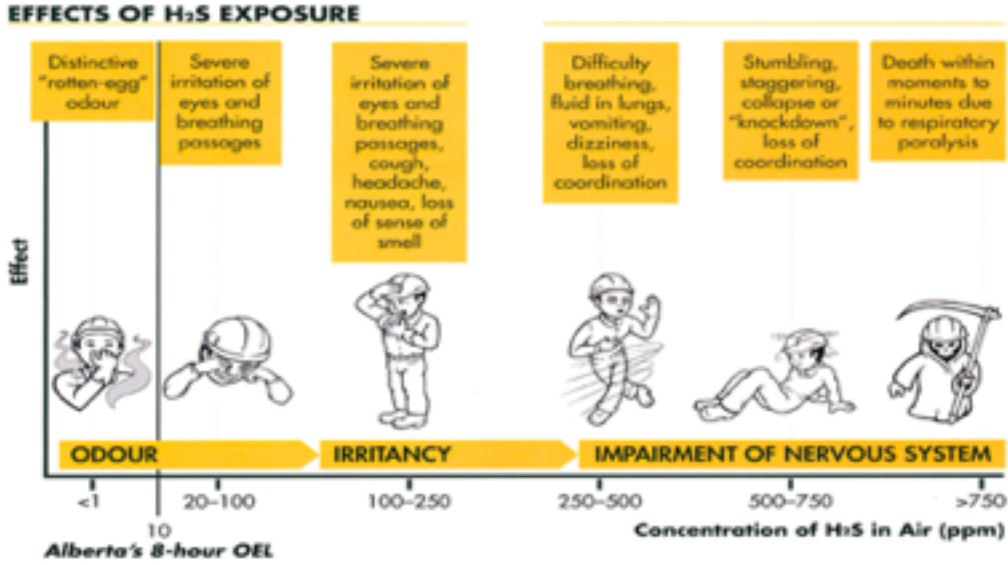 EFFECTS OF H₂S EXPOSURE
Distinctive
"rotten-egg"
odour
Severe
irritation of
eyes and
breathing
passages
Severe
irritation of
eyes and
breathing
passages,
cough,
headache,
nausea, loss
of sense of
smell
Difficulty
breathing,
fluid in lungs,
vomiting,
dizziness,
loss of
coordination
Stumbling,
staggering,
collapse or
"knockdown",
loss of
coordination
Death within
moments to
minutes due
to respiratory
paralysis
Effect
ODOUR
IRRITANCY
IMPAIRMENT OF NERVOUS SYSTEM
<1
20–100
100–250
250–500
500–750
>750
10
Alberta's 8-hour OEL
Concentration of H₂S in Air (ppm)